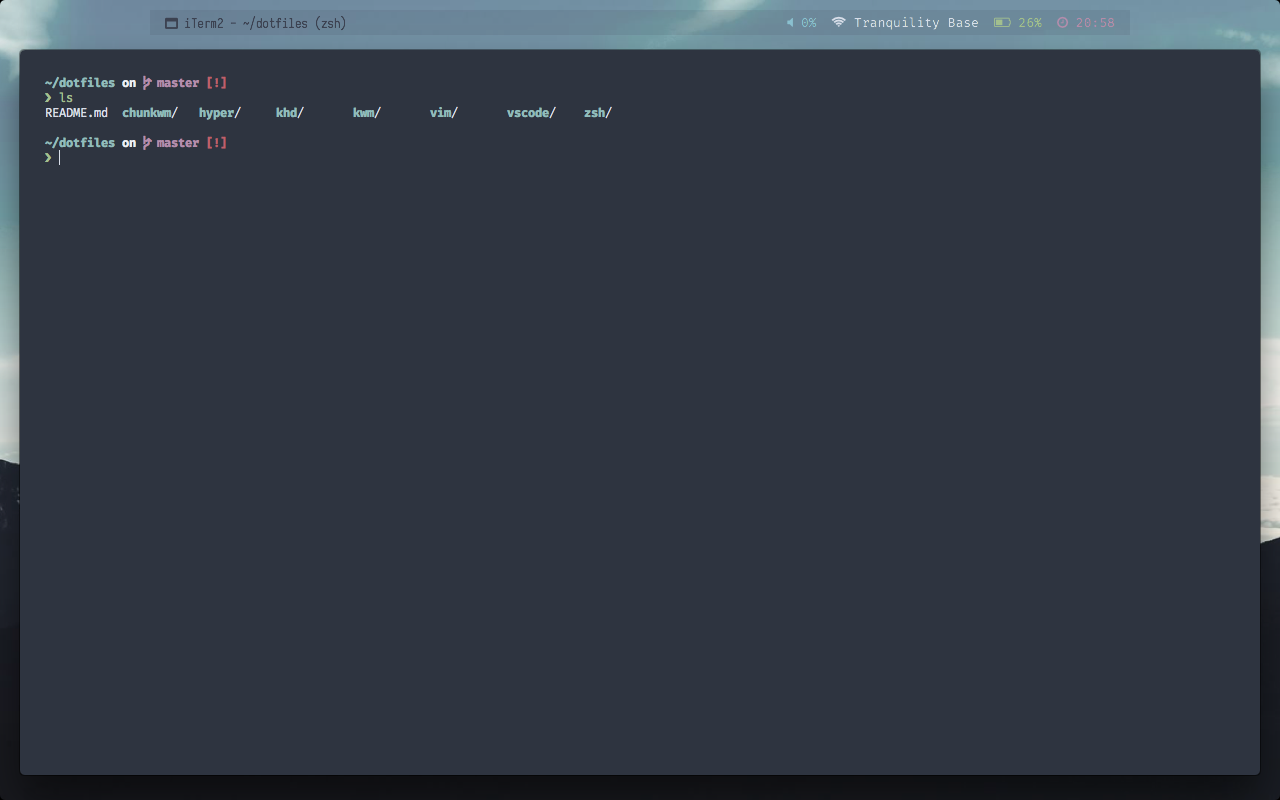 iTerm2 - ~/dotfiles (zsh) 0% Tranquility Base 26% 20:58
~/dotfiles on master [!]
❯ ls
README.md chunkwm/ hyper/ khd/ kwm/ vim/ vscode/ zsh/
~/dotfiles on master [!]
❯